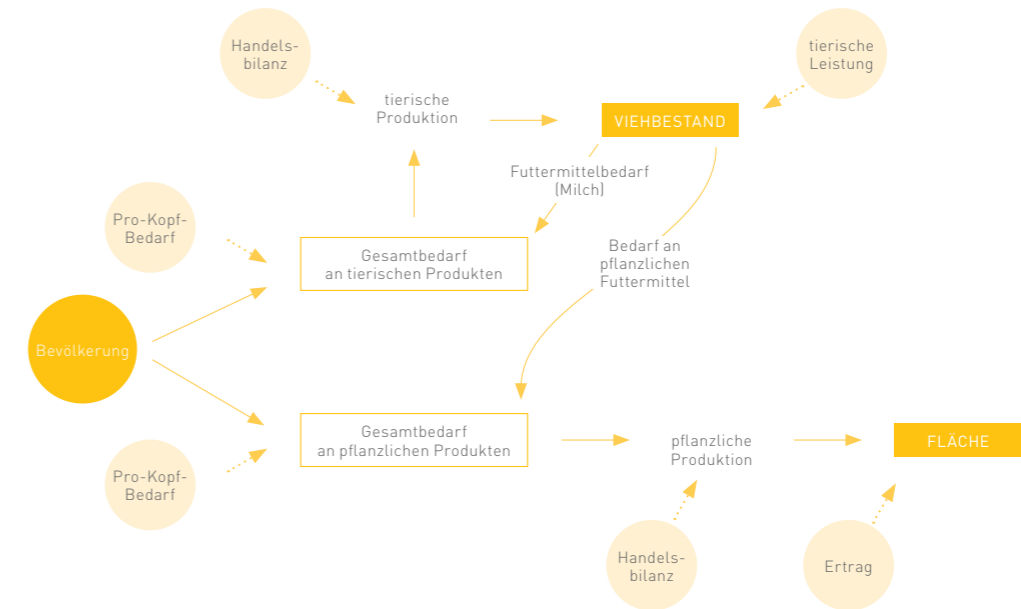 Handels-
bilanz
tierische
Leistung
tierische
Produktion
VIEHBESTAND
Futtermittelbedarf
(Milch)
Pro-Kopf-
Bedarf
Gesamtbedarf
an tierischen Produkten
Bedarf an
pflanzlichen
Futtermittel
Bevölkerung
Gesamtbedarf
an pflanzlichen Produkten
pflanzliche
Produktion
FLÄCHE
Pro-Kopf-
Bedarf
Handels-
bilanz
Ertrag